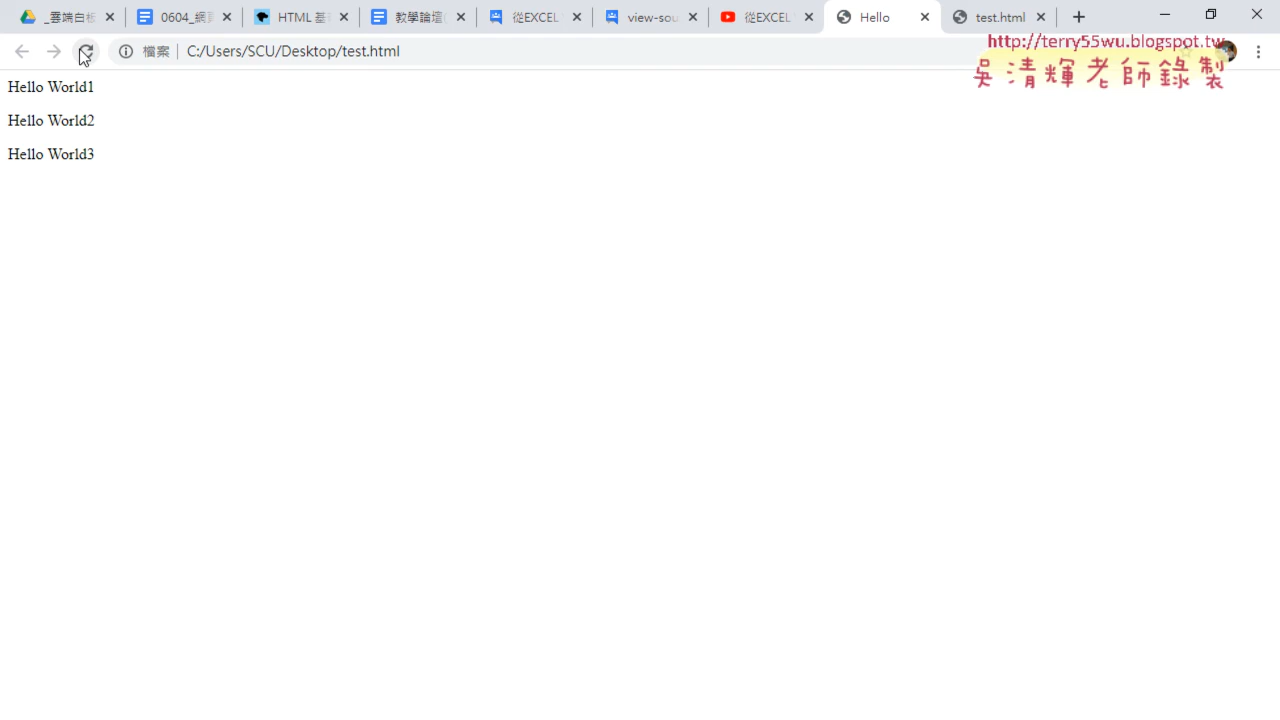 _雲端白板
0604_網頁
HTML 基
教學論壇(
從EXCEL
view-sou
從EXCEL
Hello
test.html
檔案
C:/Users/SCU/Desktop/test.html
http://terry55wu.blogspot.tw
吳清輝老師錄製
Hello World1
Hello World2
Hello World3